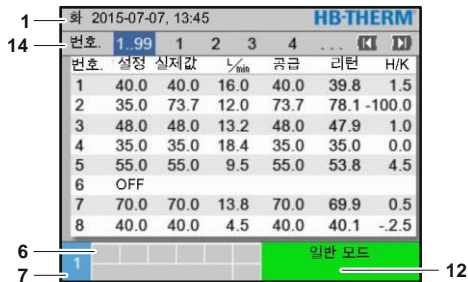 1 화 2015-07-07, 13:45 HB-THERM
14 번호. 1..99 1 2 3 4 ...
번호. 설정 실제값 L/min 공급 리턴 H/K
1 40.0 40.0 16.0 40.0 39.8 1.5
2 35.0 73.7 12.0 73.7 78.1 -100.0
3 48.0 48.0 13.2 48.0 47.9 1.0
4 35.0 35.0 18.4 35.0 35.0 0.0
5 55.0 55.0 9.5 55.0 53.8 4.5
6 OFF
7 70.0 70.0 13.8 70.0 69.9 0.5
8 40.0 40.0 4.5 40.0 40.1 -.2.5
6 일반 모드
7 1 12